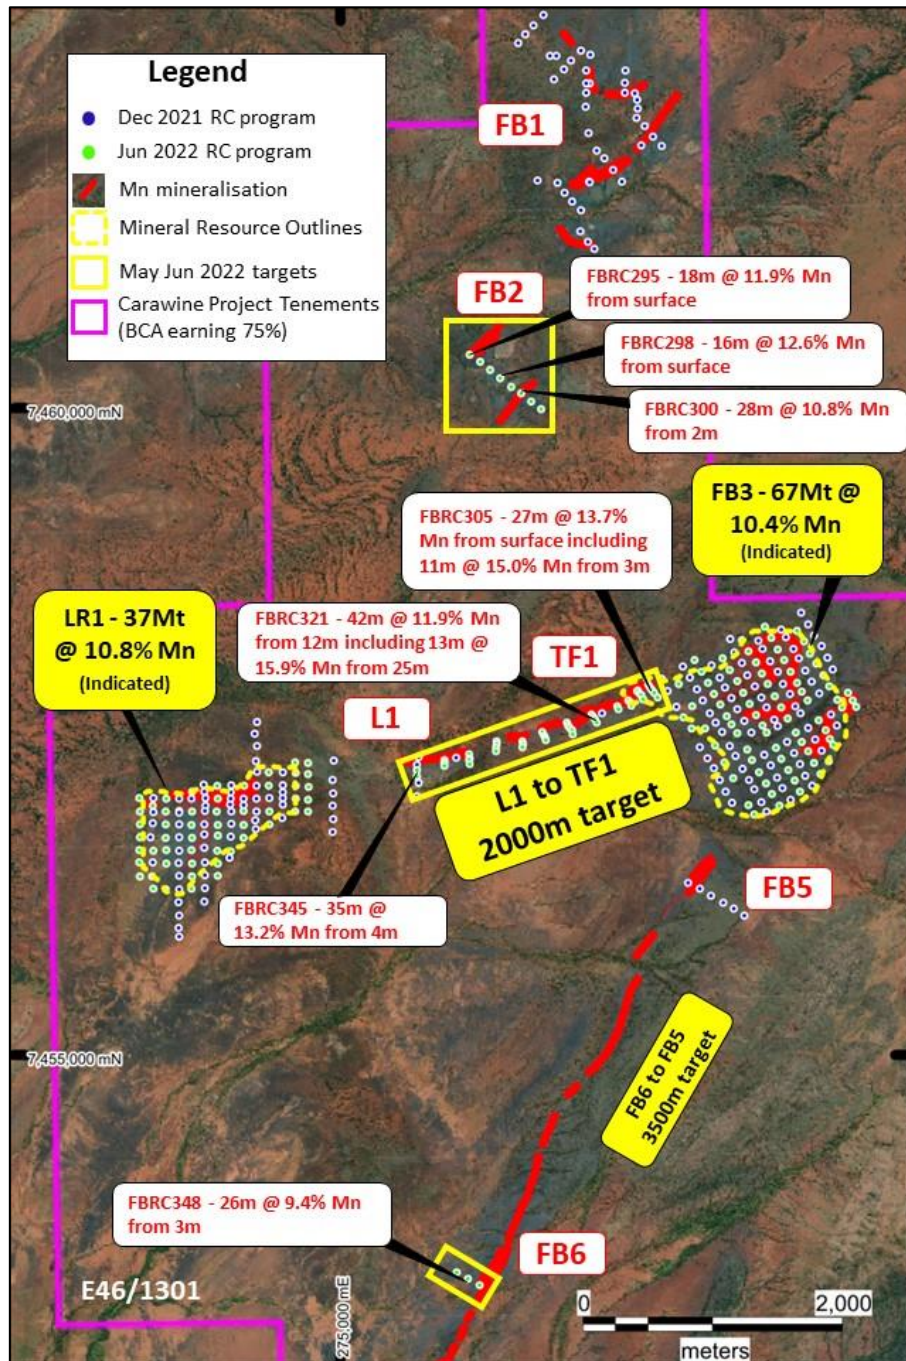 Legend
Dec 2021 RC program
Jun 2022 RC program
Mn mineralisation
Mineral Resource Outlines
May Jun 2022 targets
Carawine Project Tenements
(BCA earning 75%)
FB1
FB2
FBRC295 - 18m @ 11.9% Mn
from surface
FBRC298 - 16m @ 12.6% Mn
from surface
FBRC300 - 28m @ 10.8% Mn
from 2m
7,460,000 mN
FB3 - 67Mt @
10.4% Mn
(Indicated)
FBRC305 - 27m @ 13.7%
Mn from surface including
11m @ 15.0% Mn from 3m
LR1 - 37Mt
@ 10.8% Mn
(Indicated)
FBRC321 - 42m @ 11.9% Mn
from 12m including 13m @
15.9% Mn from 25m
TF1
L1
L1 to TF1
2000m target
FB5
FBRC345 - 35m @
13.2% Mn from 4m
7,455,000 mN
FB6 to FB5
3500m target
FBRC348 - 26m @ 9.4% Mn
from 3m
FB6
E46/1301
275,000 mE
0 2,000
meters